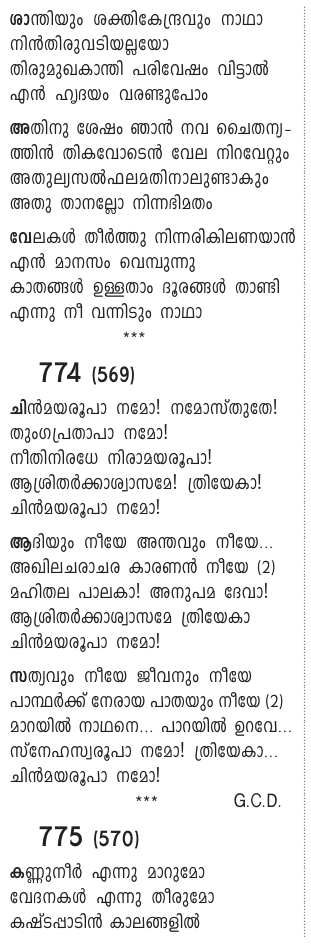 ശാന്തിയും ശക്തികേന്ദ്രവും നാഥാ
നിൻതിരുവടിയല്ലയോ
തിരുമുഖകാന്തി പരിവേഷം വിട്ടാൽ
എൻ ഹൃദയം വരണ്ടുപോം
അതിനു ശേഷം ഞാൻ നവ ചൈതന്യ-
ത്തിൻ തികവോടെൻ വേല നിറവേറ്റും
അതുല്യസൽഫലമതിനാലുണ്ടാകും
അതു താനല്ലോ നിന്നഭിമതം
വേലകൾ തീർത്തു നിന്നരികിലണയാൻ
എൻ മാനസം വെമ്പുന്നു
കാതങ്ങൾ ഉള്ളതാം ദൂരങ്ങൾ താണ്ടി
എന്നു നീ വന്നിടും നാഥാ
***
774 (569)
ചിൻമയരൂപാ നമോ! നമോസ്തുതേ!
തുംഗപ്രതാപാ നമോ!
നീതിനിരധേ നിരാമയരൂപാ!
ആശ്രിതർക്കാശ്വാസമേ! ത്രിയേകാ!
ചിൻമയരൂപാ നമോ!
ആദിയും നീയേ അന്തവും നീയേ...
അഖിലചരാചര കാരണൻ നീയേ (2)
മഹിതല പാലകാ! അനുപമ ദേവാ!
ആശ്രിതർക്കാശ്വാസമേ ത്രിയേകാ
ചിൻമയരൂപാ നമോ!
സത്യവും നീയേ ജീവനും നീയേ
പാന്ഥർക്ക് നേരായ പാതയും നീയേ (2)
മാറയിൽ നാഥനെ... പാറയിൽ ഉറവേ...
സ്നേഹസ്വരൂപാ നമോ! ത്രിയേകാ...
ചിൻമയരൂപാ നമോ!
*** G.C.D.
775 (570)
കണ്ണുനീർ എന്നു മാറുമോ
വേദനകൾ എന്നു തീരുമോ
കഷ്ടപ്പാടിൻ കാലങ്ങളിൽ